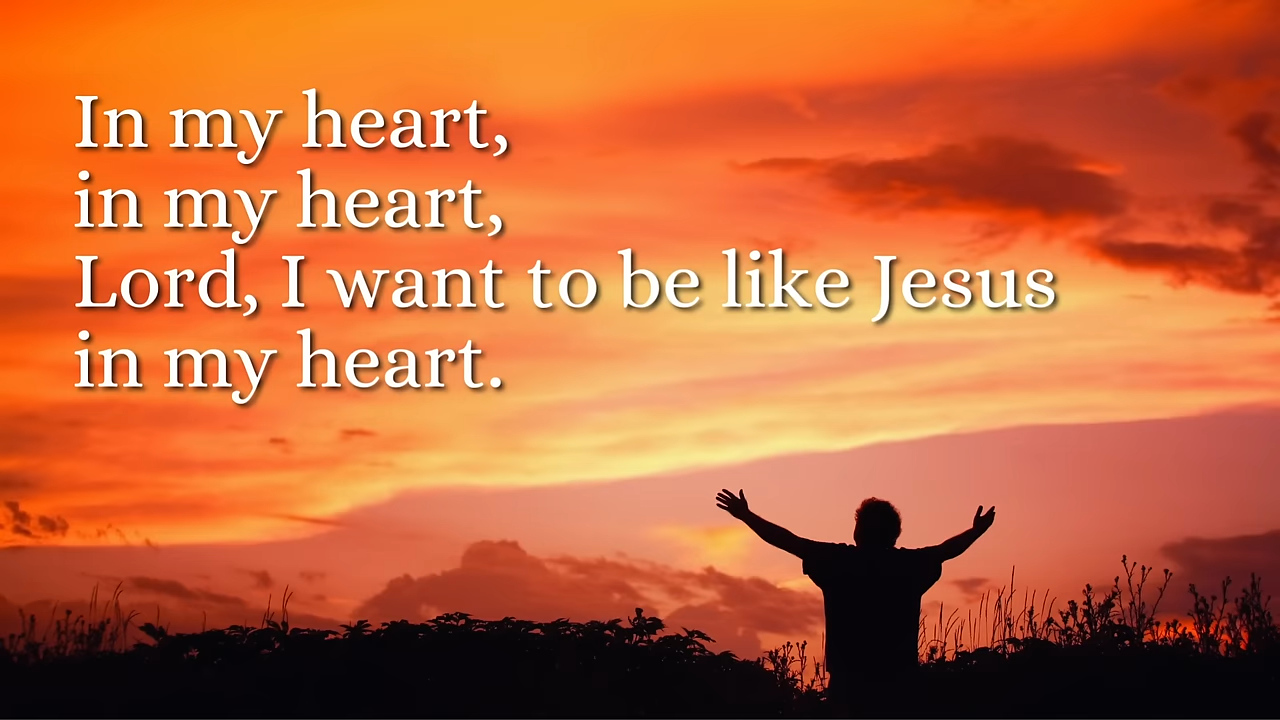 In my heart,
in my heart,
Lord, I want to be like Jesus
in my heart.